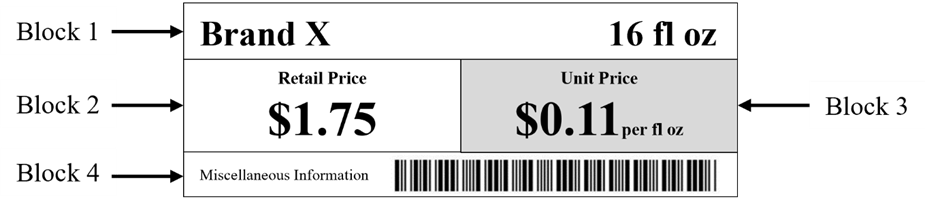 Block 1
Brand X 16 fl oz
Block 2
Retail Price
$1.75
Unit Price
$0.11 per fl oz
Block 3
Block 4
Miscellaneous Information